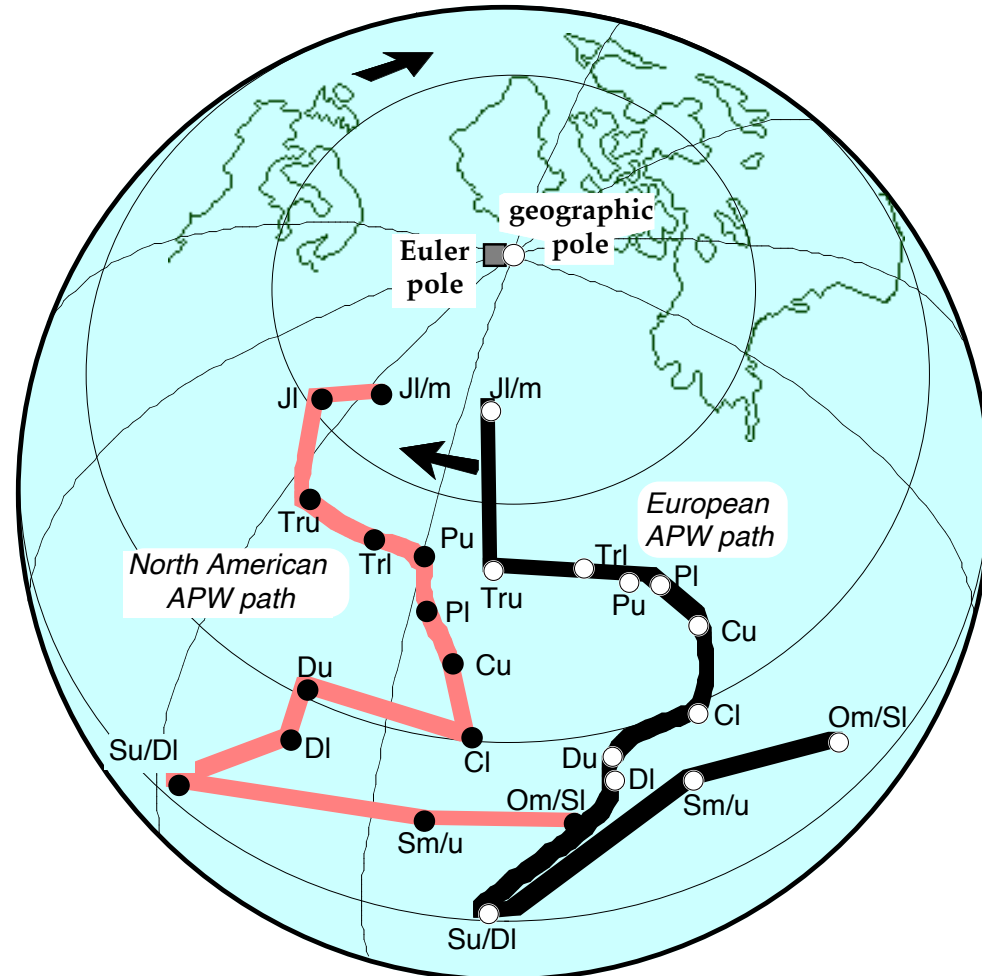 geographic
pole
Euler
pole
Jl
Jl/m
Jl/m
European
APW path
Tru
Trl
Pu
Trl
Pl
Tru
Pu
North American
APW path
Pl
Cu
Cu
Du
Cl
Om/Sl
Su/Dl
Dl
Cl
Du
Dl
Om/Sl
Sm/u
Sm/u
Su/Dl